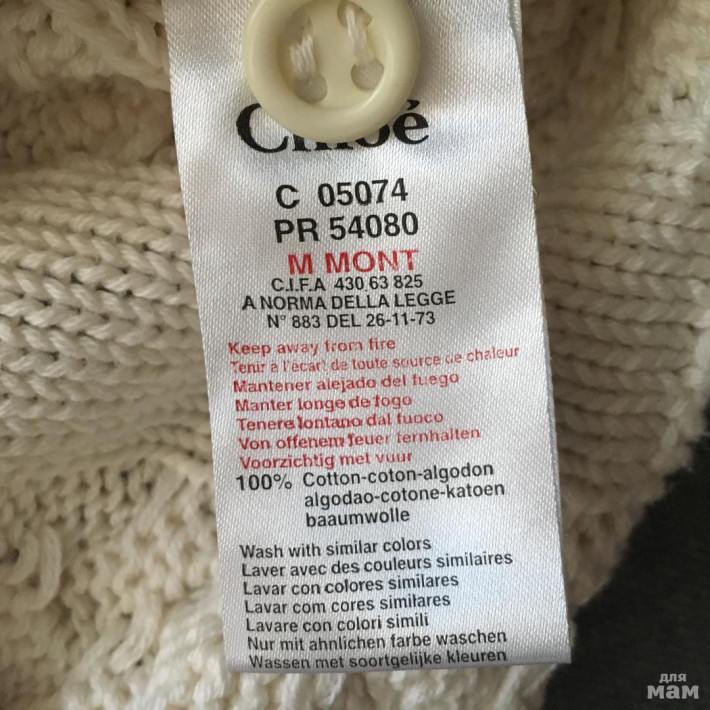 Chloé
C 05074
PR 54080
M MONT
C.I.F.A 430.63 825
A NORMA DELLA LEGGE
N° 883 DEL 26-11-73
Keep away from fire
Tenir a l'écart de toute source de chaleur
Mantener alejado del fuego
Manter longe de fogo
Tenere lontano dal fuoco
Von offenem feuer fernhalten
Voorzichtig met vuur
100% Cotton-coton-algodon
algodao-cotone-katoen
baaumwolle
Wash with similar colors
Laver avec des couleurs similaires
Lavar con colores similares
Lavar com cores similares
Lavare con colori simili
Nur mit ahnlichen farbe waschen
Wassen met soortgelijke kleuren
для
мам